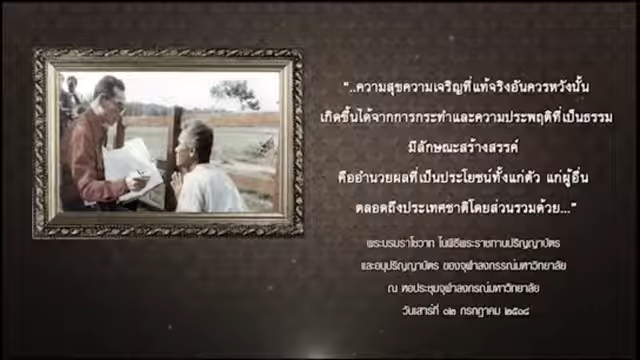 “..ความสุขความเจริญที่แท้จริงอันควรหวังนั้น
เกิดขึ้นได้จากการกระทำและความประพฤติที่เป็นธรรม
มีลักษณะสร้างสรรค์
คืออำนวยผลที่เป็นประโยชน์ทั้งแก่ตัว แก่ผู้อื่น
ตลอดถึงประเทศชาติโดยส่วนรวมด้วย...”
พระบรมราโชวาท ในพิธีพระราชทานปริญญาบัตร
และอนุปริญญาบัตร ของจุฬาลงกรณ์มหาวิทยาลัย
ณ หอประชุมจุฬาลงกรณ์มหาวิทยาลัย
วันเสาร์ที่ ๑๒ กรกฎาคม ๒๕๑๘